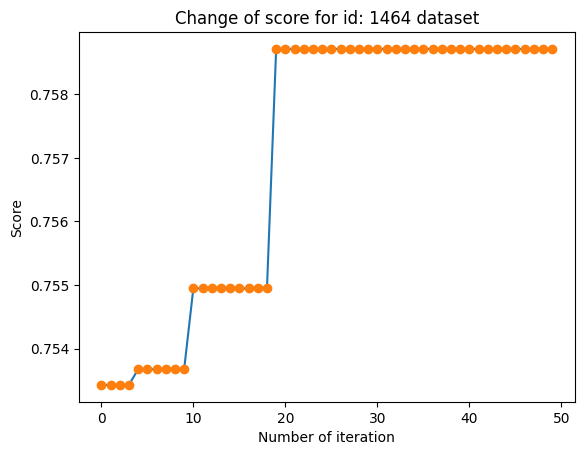 Change of score for id: 1464 dataset
Score
0.758
0.757
0.756
0.755
0.754
0 10 20 30 40 50
Number of iteration